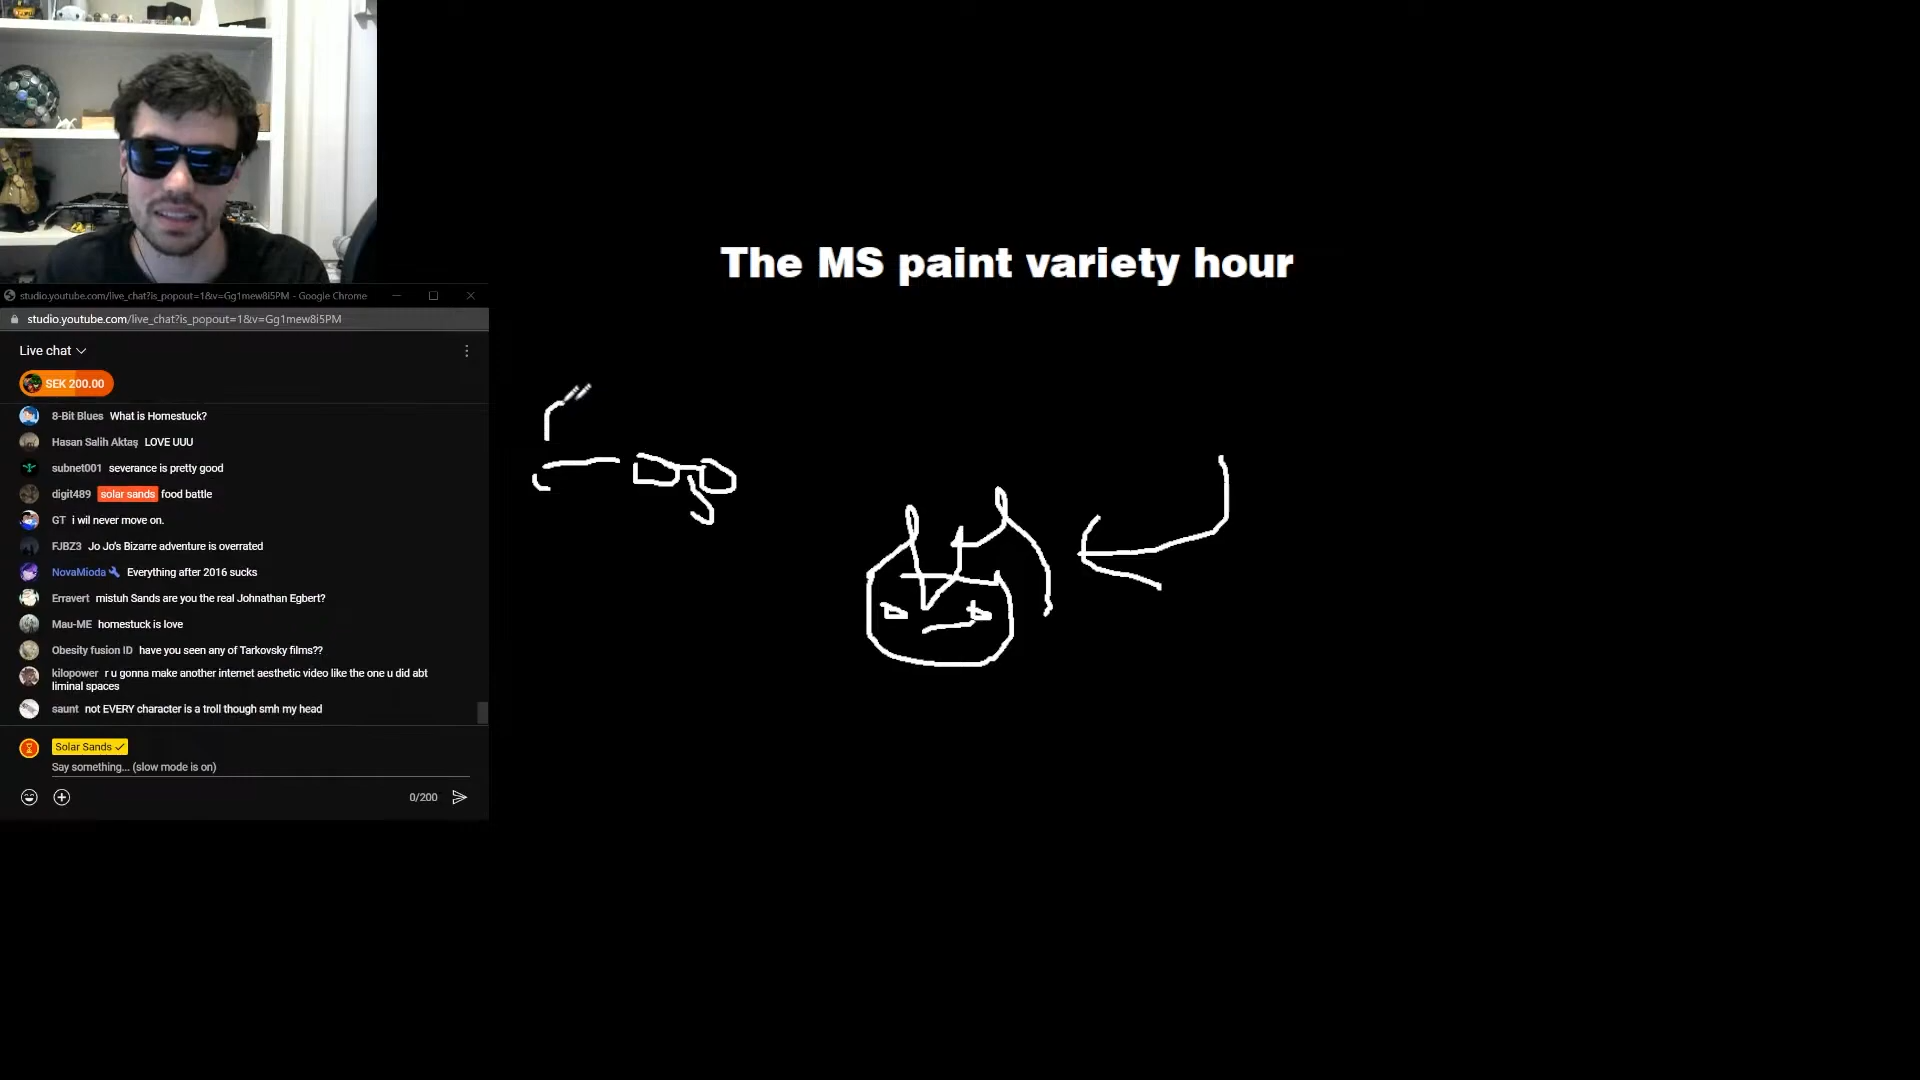 The MS paint variety hour
studio.youtube.com/live_chat?is_popout=1&v=Gg1mew8i5PM - Google Chrome
studio.youtube.com/live_chat?is_popout=1&v=Gg1mew8i5PM
Live chat
SEK 200.00
8-Bit Blues What is Homestuck?
Hasan Salih Aktaş LOVE UUU
subnet001 severance is pretty good
digit489 solar sands food battle
GT i wil never move on.
FJBZ3 Jo Jo's Bizarre adventure is overrated
NovaMioda Everything after 2016 sucks
Erravert mistuh Sands are you the real Johnathan Egbert?
Mau-ME homestuck is love
Obesity fusion ID have you seen any of Tarkovsky films??
kilopower r u gonna make another internet aesthetic video like the one u did abt
liminal spaces
saunt not EVERY character is a troll though smh my head
Solar Sands
Say something... (slow mode is on)
0/200